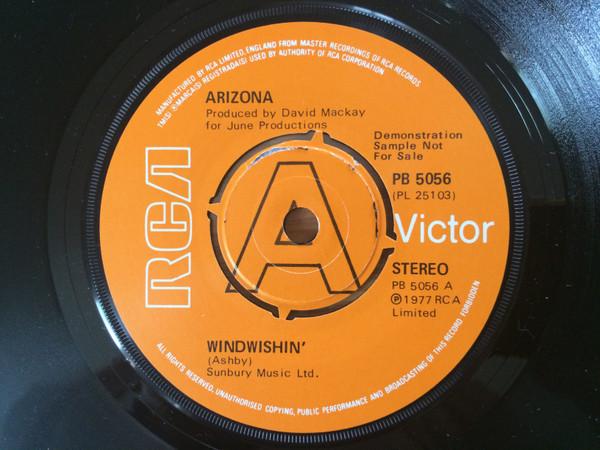 MANUFACTURED BY RCA LIMITED, ENGLAND FROM MASTER RECORDINGS OF RCA RECORDS
TM(S) ® MARCA(S) REGISTRADA(S) USED BY AUTHORITY OF RCA CORPORATION
ARIZONA
Produced by David Mackay
for June Productions
Demonstration
Sample Not
For Sale
PB 5056
(PL 25103)
RCA
A
Victor
STEREO
PB 5056 A
Ⓟ 1977 RCA
Limited
WINDWISHIN'
(Ashby)
Sunbury Music Ltd.
ALL RIGHTS RESERVED, UNAUTHORISED COPYING, PUBLIC PERFORMANCE AND BROADCASTING OF THIS RECORD FORBIDDEN